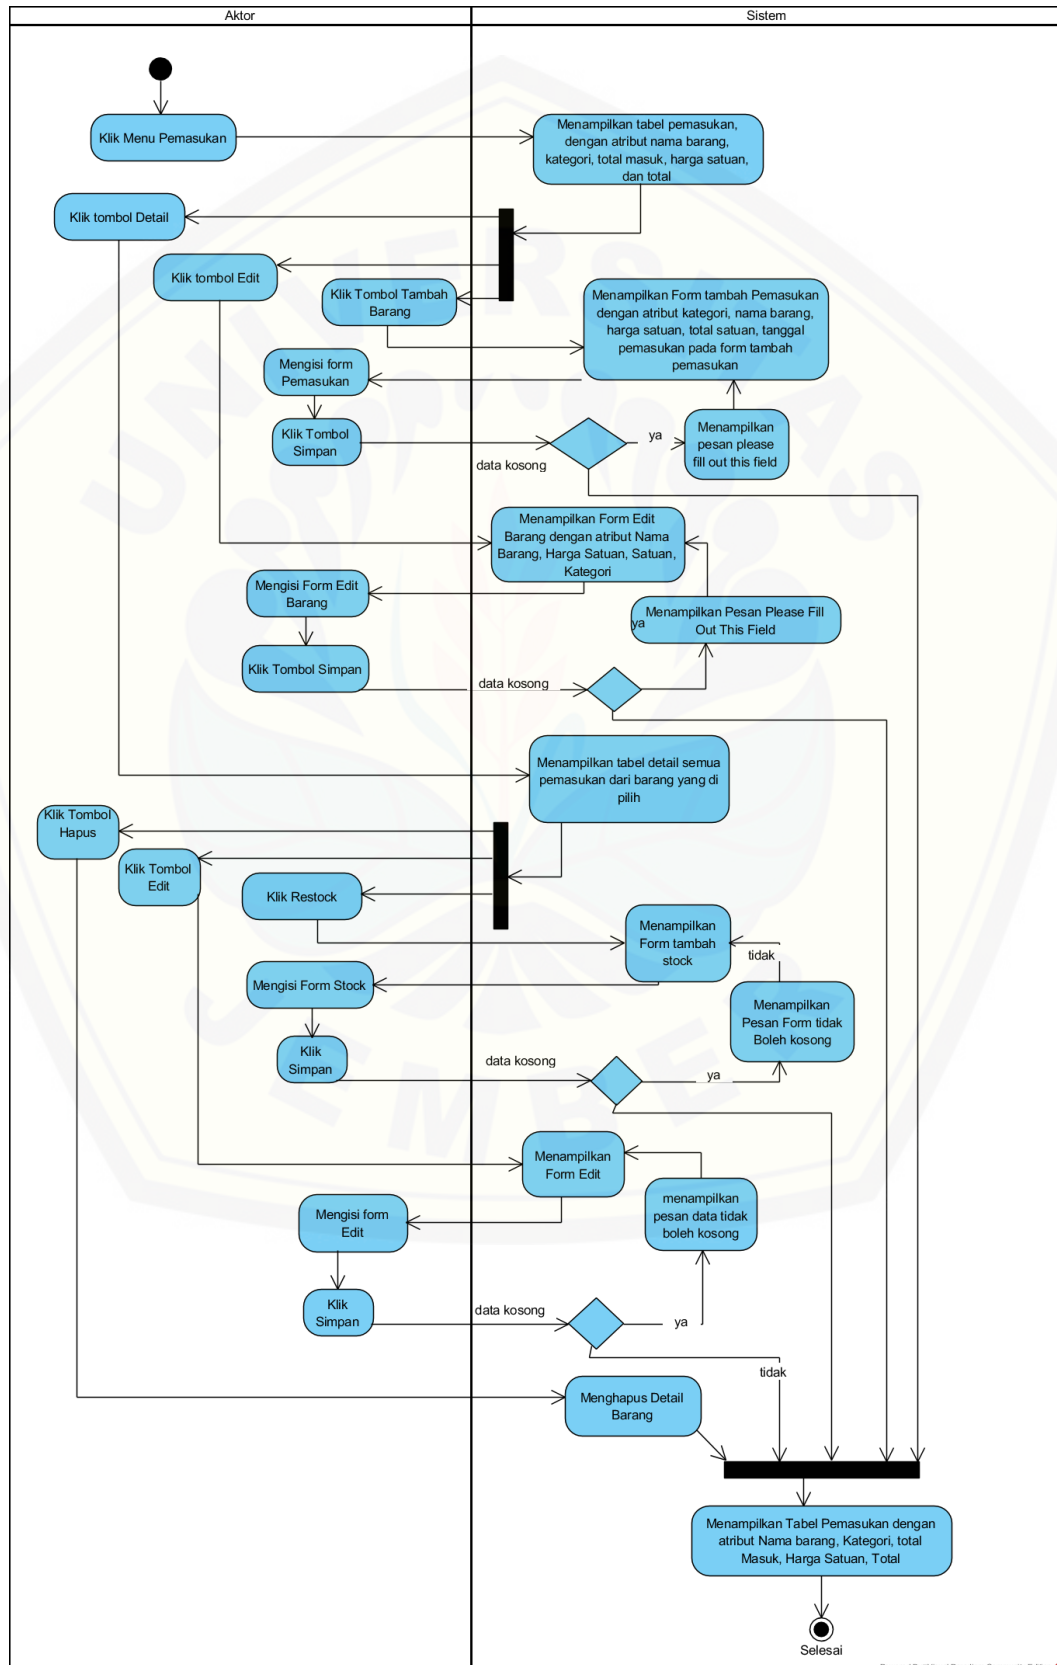 Aktor
Sistem
Klik Menu Pemasukan
Menampilkan tabel pemasukan,
dengan atribut nama barang,
kategori, total masuk, harga satuan,
dan total
Klik tombol Detail
Klik tombol Edit
Klik Tombol Tambah
Barang
Menampilkan Form tambah Pemasukan
dengan atribut kategori, nama barang,
harga satuan, total satuan, tanggal
pemasukan pada form tambah
pemasukan
Mengisi form
Pemasukan
Klik Tombol
Simpan
data kosong
ya
Menampilkan
pesan please
fill out this field
Menampilkan Form Edit
Barang dengan atribut Nama
Barang, Harga Satuan, Satuan,
Kategori
Mengisi Form Edit
Barang
Menampilkan Pesan Please Fill
Out This Field
ya
Klik Tombol Simpan
data kosong
Menampilkan tabel detail semua
pemasukan dari barang yang di
pilih
Klik Tombol
Hapus
Klik Tombol
Edit
Klik Restock
Menampilkan
Form tambah
stock
tidak
Mengisi Form Stock
Menampilkan
Pesan Form tidak
Boleh kosong
Klik
Simpan
data kosong
ya
Menampilkan
Form Edit
menampilkan
pesan data tidak
boleh kosong
Mengisi form
Edit
Klik
Simpan
data kosong
ya
tidak
Menghapus Detail
Barang
Menampilkan Tabel Pemasukan dengan
atribut Nama barang, Kategori, total
Masuk, Harga Satuan, Total
Selesai
UNIVERSITAS
JEMBER